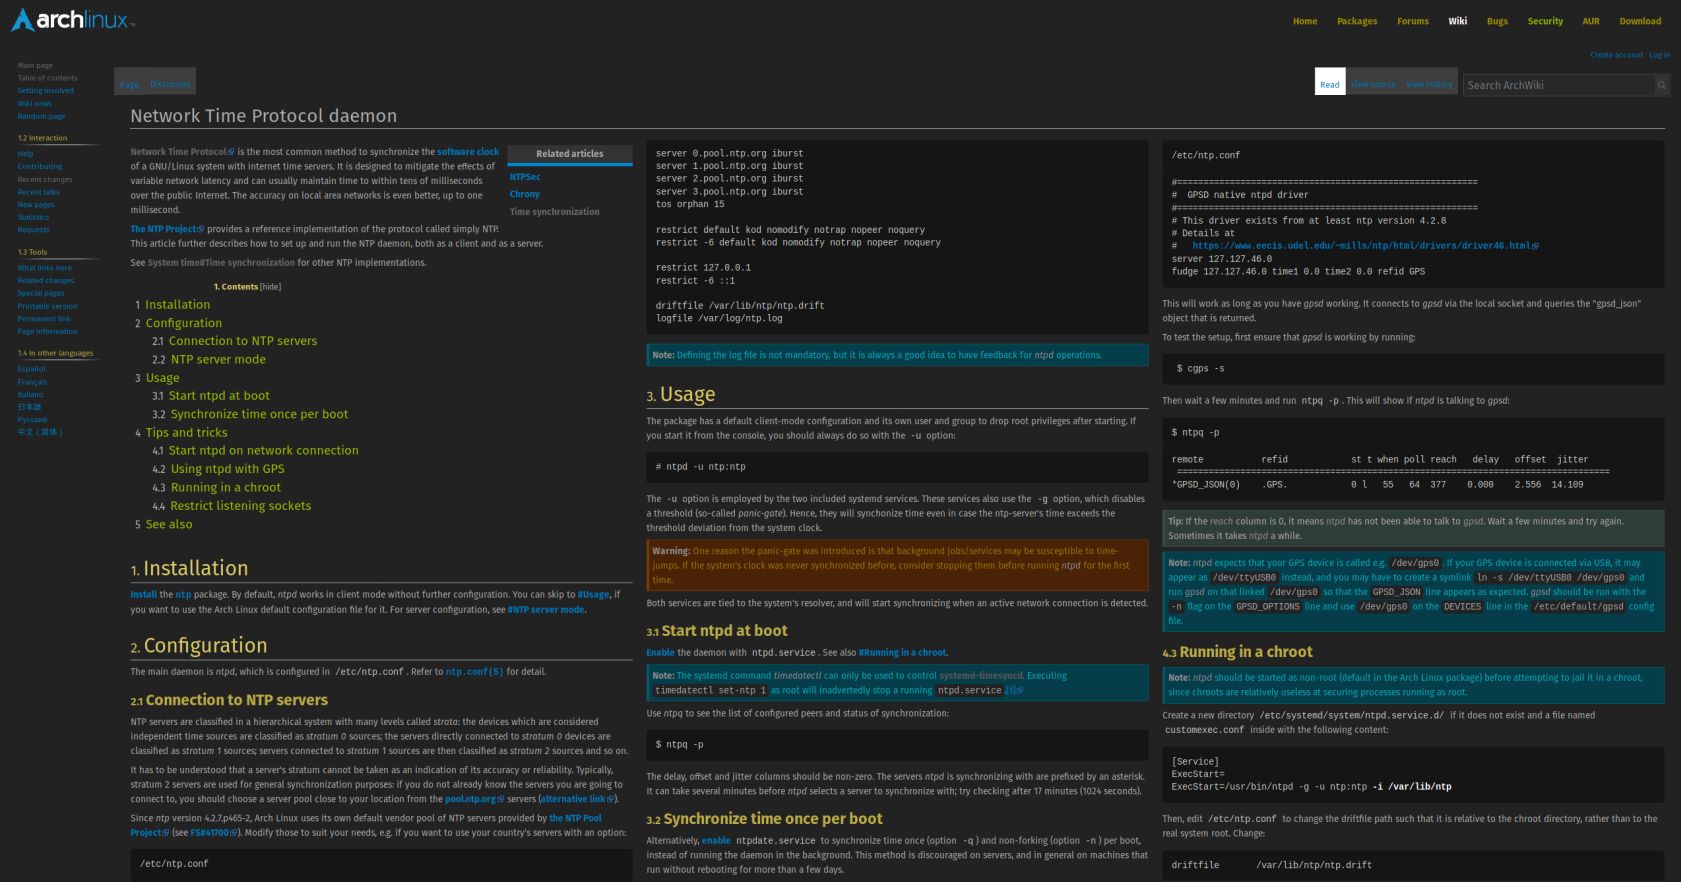 archlinux
Home Packages Forums Wiki Bugs Security AUR Download
Create account Log in
Main page
Table of contents
Getting involved
Wiki news
Random page
1.2 Interaction
Help
Contributing
Recent changes
Recent talks
New pages
Statistics
Requests
1.3 Tools
What links here
Related changes
Special pages
Printable version
Permanent link
Page information
1.4 In other languages
Español
Français
Italiano
日本語
Русский
中文（简体）
Page Discussion
Read View source View history Search ArchWiki
Network Time Protocol daemon
Network Time Protocol is the most common method to synchronize the software clock
of a GNU/Linux system with internet time servers. It is designed to mitigate the effects of
variable network latency and can usually maintain time to within tens of milliseconds
over the public Internet. The accuracy on local area networks is even better, up to one
millisecond.
Related articles
NTPSec
Chrony
Time synchronization
The NTP Project provides a reference implementation of the protocol called simply NTP.
This article further describes how to set up and run the NTP daemon, both as a client and as a server.
See System time#Time synchronization for other NTP implementations.
1. Contents [hide]
1 Installation
2 Configuration
2.1 Connection to NTP servers
2.2 NTP server mode
3 Usage
3.1 Start ntpd at boot
3.2 Synchronize time once per boot
4 Tips and tricks
4.1 Start ntpd on network connection
4.2 Using ntpd with GPS
4.3 Running in a chroot
4.4 Restrict listening sockets
5 See also
1. Installation
Install the ntp package. By default, ntpd works in client mode without further configuration. You can skip to #Usage, if
you want to use the Arch Linux default configuration file for it. For server configuration, see #NTP server mode.
2. Configuration
The main daemon is ntpd, which is configured in /etc/ntp.conf . Refer to ntp.conf(5) for detail.
2.1 Connection to NTP servers
NTP servers are classified in a hierarchical system with many levels called strata: the devices which are considered
independent time sources are classified as stratum 0 sources; the servers directly connected to stratum 0 devices are
classified as stratum 1 sources; servers connected to stratum 1 sources are then classified as stratum 2 sources and so on.
It has to be understood that a server's stratum cannot be taken as an indication of its accuracy or reliability. Typically,
stratum 2 servers are used for general synchronization purposes: if you do not already know the servers you are going to
connect to, you should choose a server pool close to your location from the pool.ntp.org servers (alternative link).
Since ntp version 4.2.7.p465-2, Arch Linux uses its own default vendor pool of NTP servers provided by the NTP Pool
Project (see FS#41700). Modify those to suit your needs, e.g. if you want to use your country's servers with an option:
/etc/ntp.conf
server 0.pool.ntp.org iburst
server 1.pool.ntp.org iburst
server 2.pool.ntp.org iburst
server 3.pool.ntp.org iburst
tos orphan 15
restrict default kod nomodify notrap nopeer noquery
restrict -6 default kod nomodify notrap nopeer noquery
restrict 127.0.0.1
restrict -6 ::1
driftfile /var/lib/ntp/ntp.drift
logfile /var/log/ntp.log
Note: Defining the log file is not mandatory, but it is always a good idea to have feedback for ntpd operations.
3. Usage
The package has a default client-mode configuration and its own user and group to drop root privileges after starting. If
you start it from the console, you should always do so with the -u option:
# ntpd -u ntp:ntp
The -u option is employed by the two included systemd services. These services also use the -g option, which disables
a threshold (so-called panic-gate). Hence, they will synchonize time even in case the ntp-server's time exceeds the
threshold deviation from the system clock.
Warning: One reason the panic-gate was introduced is that background jobs/services may be susceptible to time-
jumps. If the system's clock was never synchronized before, consider stopping them before running ntpd for the first
time.
Both services are tied to the system's resolver, and will start synchronizing when an active network connection is detected.
3.1 Start ntpd at boot
Enable the daemon with ntpd.service . See also #Running in a chroot.
Note: The systemd command timedatectl can only be used to control systemd-timesyncd. Executing
timedatectl set-ntp 1 as root will inadvertedly stop a running ntpd.service .[1]
Use ntpq to see the list of configured peers and status of synchronization:
$ ntpq -p
The delay, offset and jitter columns should be non-zero. The servers ntpd is synchronizing with are prefixed by an asterisk.
It can take several minutes before ntpd selects a server to synchronize with; try checking after 17 minutes (1024 seconds).
3.2 Synchronize time once per boot
Alternatively, enable ntpdate.service to synchronize time once (option -q ) and non-forking (option -n ) per boot,
instead of running the daemon in the background. This method is discouraged on servers, and in general on machines that
run without rebooting for more than a few days.
/etc/ntp.conf
#==========================================================
# GPSD native ntpd driver
#==========================================================
# This driver exists from at least ntp version 4.2.8
# Details at
# https://www.eecis.udel.edu/~mills/ntp/html/drivers/driver46.html
server 127.127.46.0
fudge 127.127.46.0 time1 0.0 time2 0.0 refid GPS
This will work as long as you have gpsd working. It connects to gpsd via the local socket and queries the "gpsd_json"
object that is returned.
To test the setup, first ensure that gpsd is working by running:
$ cgps -s
Then wait a few minutes and run ntpq -p . This will show if ntpd is talking to gpsd:
$ ntpq -p
remote refid st t when poll reach delay offset jitter
==================================================================================
*GPSD_JSON(0) .GPS. 0 l 55 64 377 0.000 2.556 14.109
Tip: If the reach column is 0, it means ntpd has not been able to talk to gpsd. Wait a few minutes and try again.
Sometimes it takes ntpd a while.
Note: ntpd expects that your GPS device is called e.g. /dev/gps0 . If your GPS device is connected via USB, it may
appear as /dev/ttyUSB0 instead, and you may have to create a symlink ln -s /dev/ttyUSB0 /dev/gps0 and
run gpsd on that linked /dev/gps0 so that the GPSD_JSON line appears as expected. gpsd should be run with the
-n flag on the GPSD_OPTIONS line and use /dev/gps0 on the DEVICES line in the /etc/default/gpsd config
file.
4.3 Running in a chroot
Note: ntpd should be started as non-root (default in the Arch Linux package) before attempting to jail it in a chroot,
since chroots are relatively useless at securing processes running as root.
Create a new directory /etc/systemd/system/ntpd.service.d/ if it does not exist and a file named
customexec.conf inside with the following content:
[Service]
ExecStart=
ExecStart=/usr/bin/ntpd -g -u ntp:ntp -i /var/lib/ntp
Then, edit /etc/ntp.conf to change the driftfile path such that it is relative to the chroot directory, rather than to the
real system root. Change:
driftfile /var/lib/ntp/ntp.drift